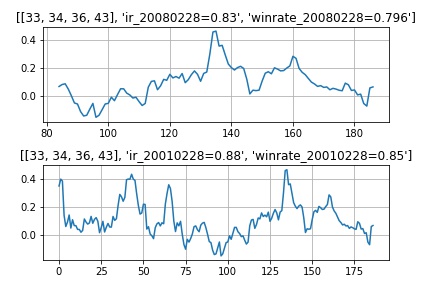 [[33, 34, 36, 43], 'ir_20080228=0.83', 'winrate_20080228=0.796']
0.4
0.2
0.0
80 100 120 140 160 180
[[33, 34, 36, 43], 'ir_20010228=0.88', 'winrate_20010228=0.85']
0.4
0.2
0.0
0 25 50 75 100 125 150 175